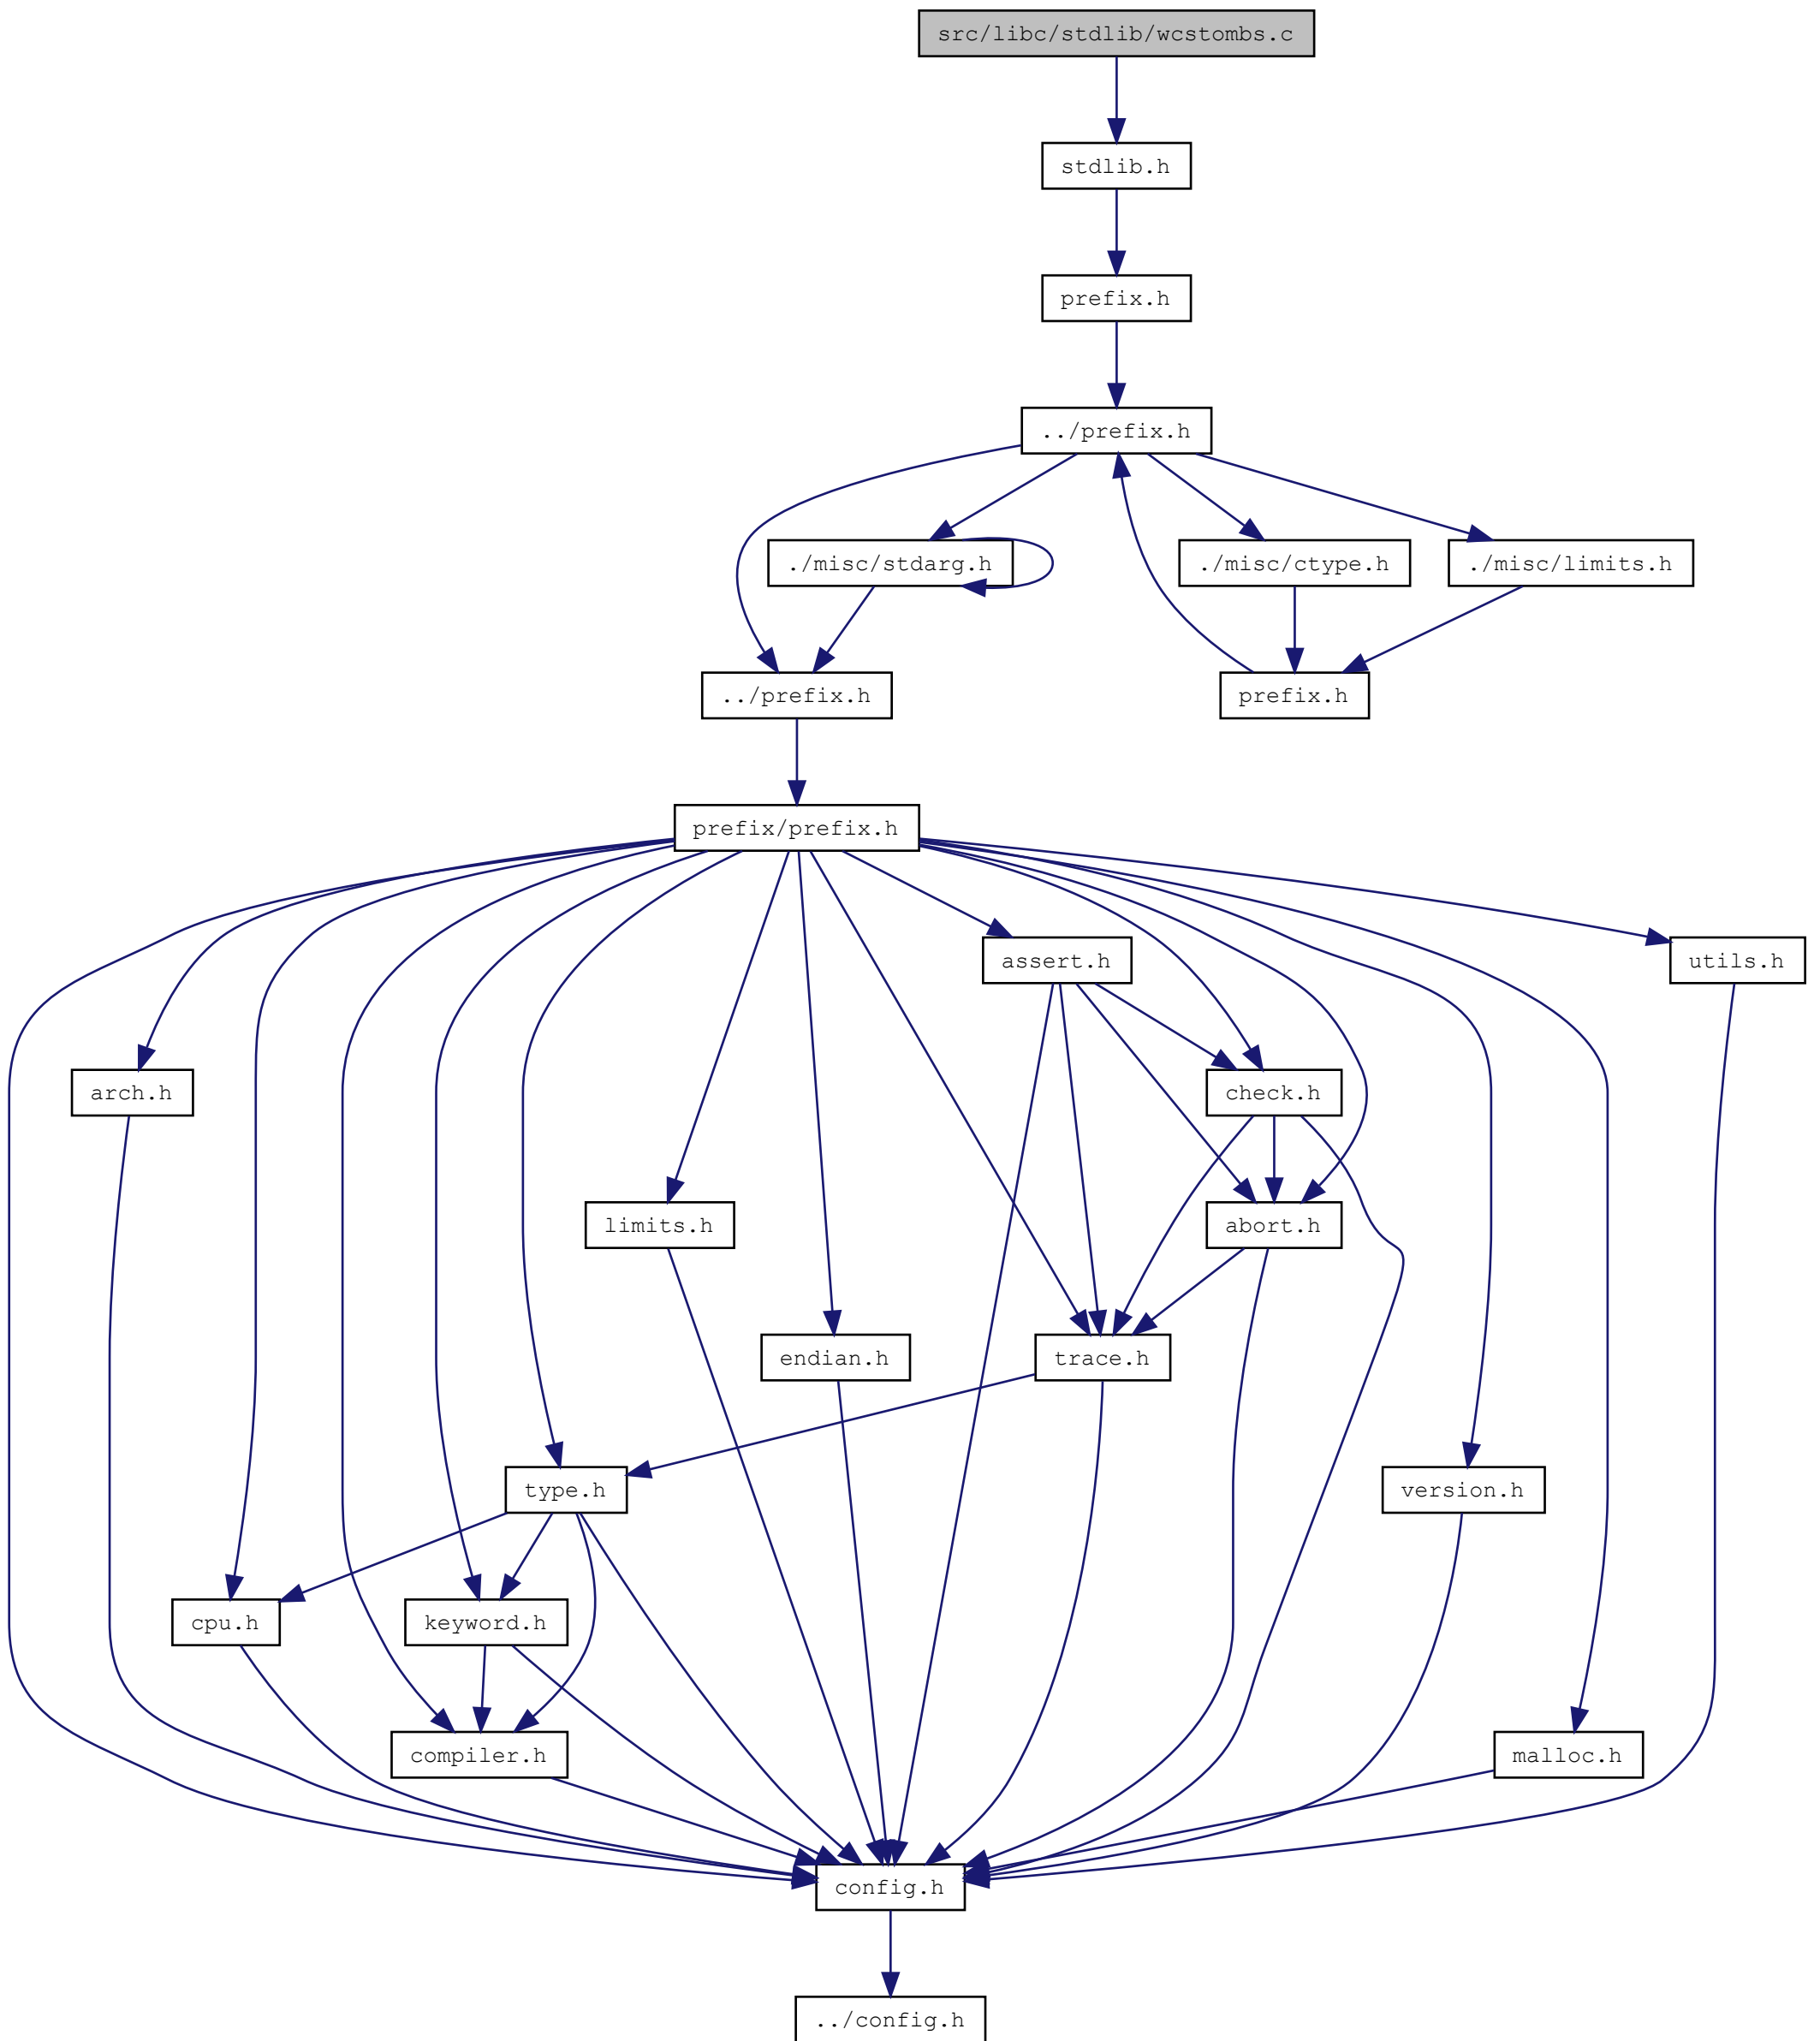 src/libc/stdlib/wcstombs.c
stdlib.h
prefix.h
../prefix.h
./misc/stdarg.h
./misc/ctype.h
./misc/limits.h
../prefix.h
prefix.h
prefix/prefix.h
assert.h
utils.h
arch.h
check.h
limits.h
abort.h
endian.h
trace.h
type.h
version.h
cpu.h
keyword.h
compiler.h
malloc.h
config.h
../config.h